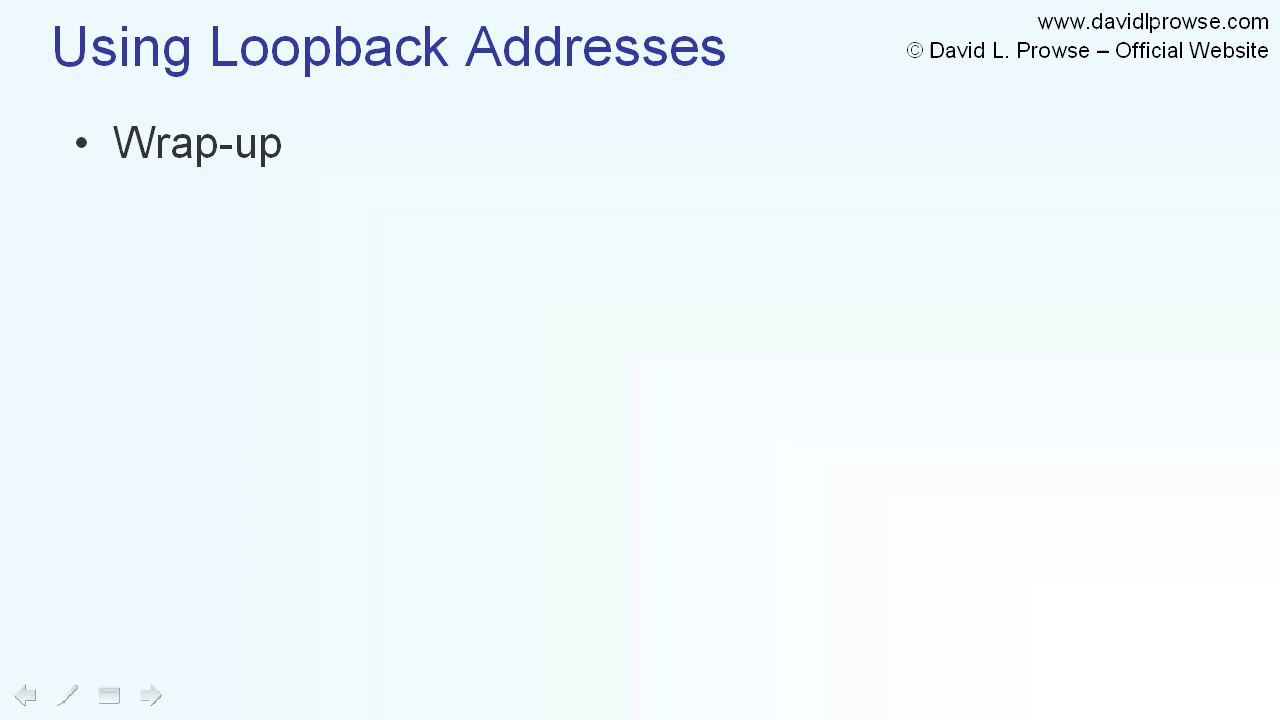 Using Loopback Addresses
www.davidlprowse.com
© David L. Prowse – Official Website
• Wrap-up